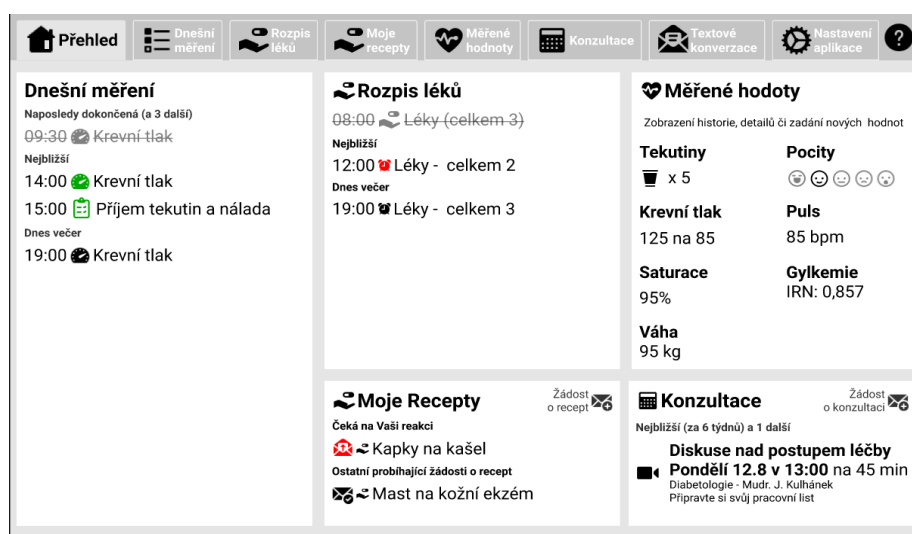 Přehled
Dnešní
měření
Rozpis
léků
Moje
recepty
Měřené
hodnoty
Konzultace
Textové
konverzace
Nastavení
aplikace
?
Dnešní měření
Naposledy dokončená (a 3 další)
09:30 Krevní tlak
Nejbližší
14:00 Krevní tlak
15:00 Příjem tekutin a nálada
Dnes večer
19:00 Krevní tlak
Rozpis léků
08:00 Léky (celkem 3)
Nejbližší
12:00 Léky - celkem 2
Dnes večer
19:00 Léky - celkem 3
Měřené hodoty
Zobrazení historie, detailů či zadání nových hodnot
Tekutiny
x 5
Pocity
Krevní tlak
125 na 85
Puls
85 bpm
Saturace
95%
Gylkemie
IRN: 0,857
Váha
95 kg
Moje Recepty
Žádost
o recept
Čeká na Vaši reakci
Kapky na kašel
Ostatní probíhající žádosti o recept
Mast na kožní ekzém
Konzultace
Žádost
o konzultaci
Nejbližší (za 6 týdnů) a 1 další
Diskuse nad postupem léčby
Pondělí 12.8 v 13:00 na 45 min
Diabetologie - Mudr. J. Kulhánek
Připravte si svůj pracovní list